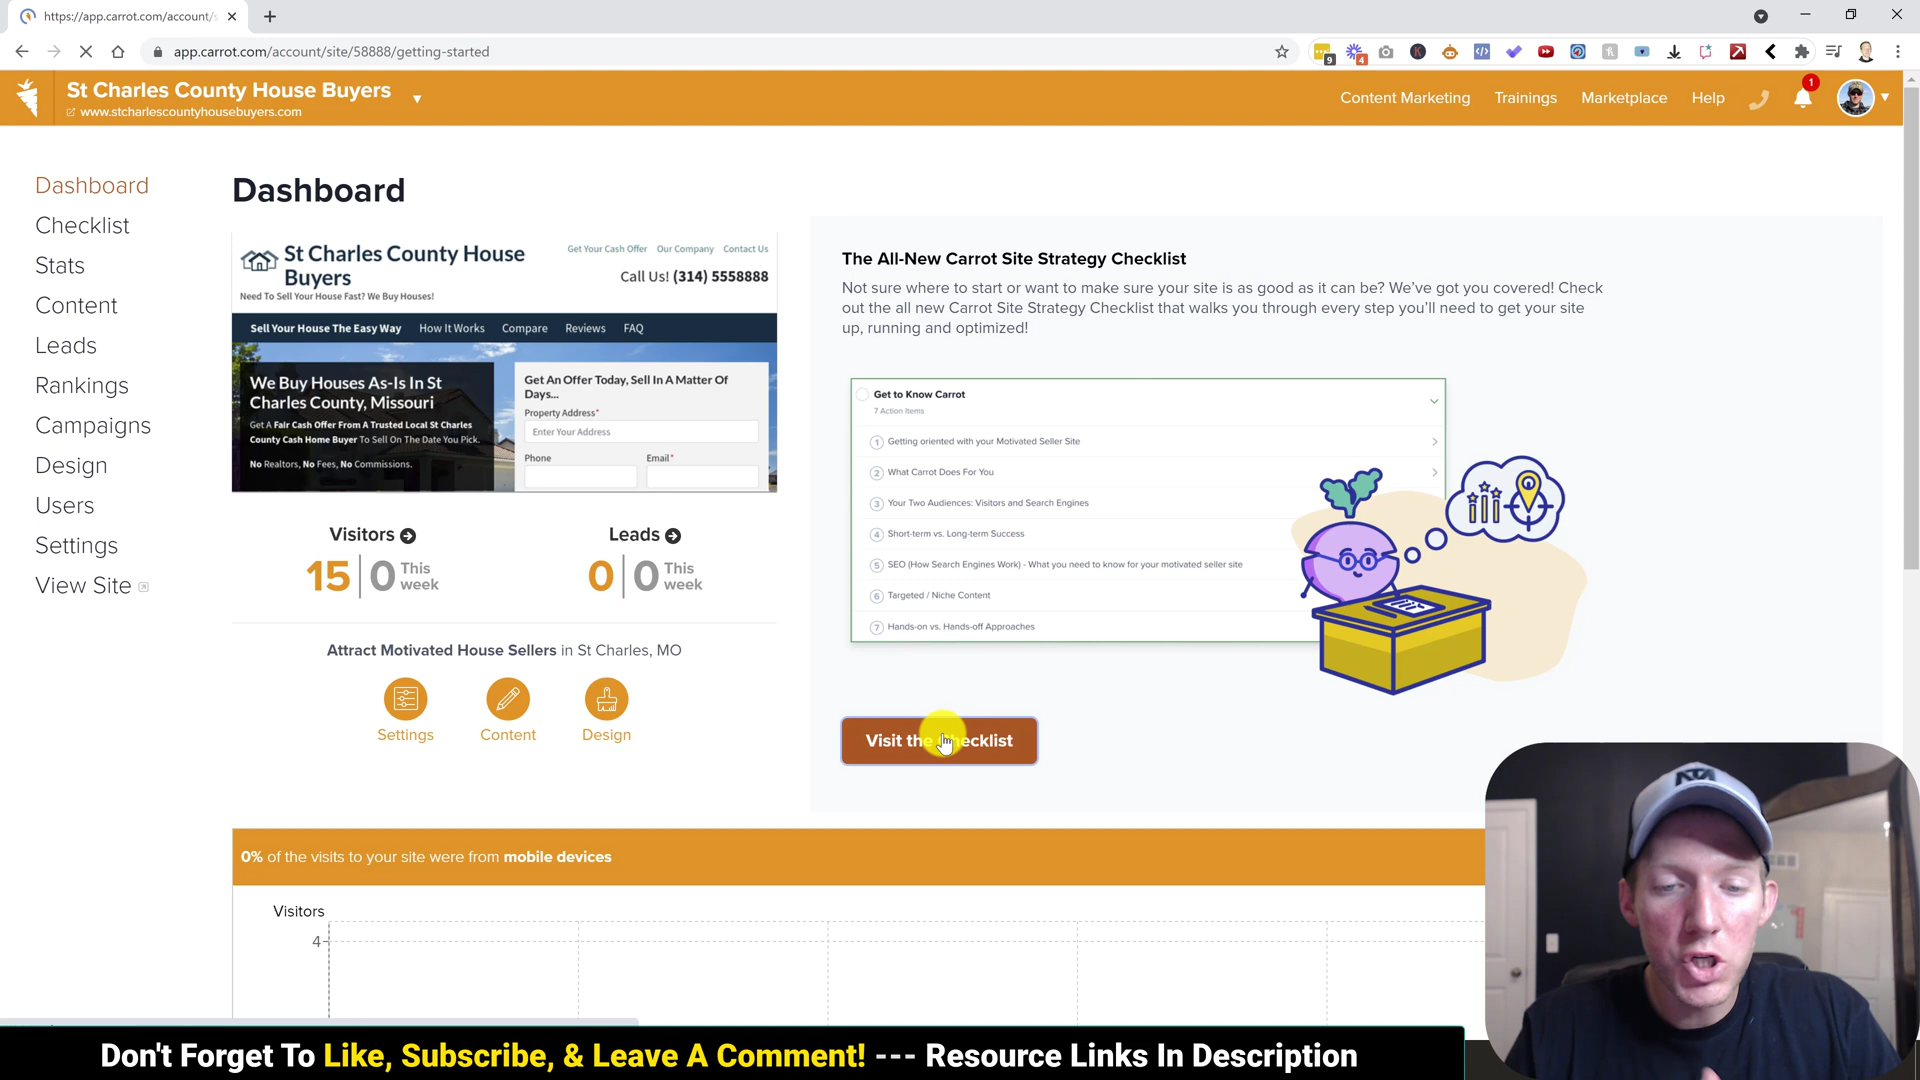 https://app.carrot.com/account/s
app.carrot.com/account/site/58888/getting-started
9
4
St Charles County House Buyers
www.stcharlescountyhousebuyers.com
Content Marketing
Trainings
Marketplace
Help
1
Dashboard
Checklist
Stats
Content
Leads
Rankings
Campaigns
Design
Users
Settings
View Site
Dashboard
St Charles County House
Buyers
Need To Sell Your House Fast? We Buy Houses!
Get Your Cash Offer Our Company Contact Us
Call Us! (314) 5558888
Sell Your House The Easy Way How It Works Compare Reviews FAQ
We Buy Houses As-Is In St
Charles County, Missouri
Get A Fair Cash Offer From A Trusted Local St Charles
County Cash Home Buyer To Sell On The Date You Pick.
No Realtors, No Fees, No Commissions.
Get An Offer Today, Sell In A Matter Of
Days...
Property Address*
Enter Your Address
Phone
Email*
Visitors
15 0 This
week
Leads
0 0 This
week
Attract Motivated House Sellers in St Charles, MO
Settings
Content
Design
The All-New Carrot Site Strategy Checklist
Not sure where to start or want to make sure your site is as good as it can be? We've got you covered! Check
out the all new Carrot Site Strategy Checklist that walks you through every step you'll need to get your site
up, running and optimized!
Get to Know Carrot
7 Action Items
1 Getting oriented with your Motivated Seller Site
2 What Carrot Does For You
3 Your Two Audiences: Visitors and Search Engines
4 Short-term vs. Long-term Success
5 SEO (How Search Engines Work) - What you need to know for your motivated seller site
6 Targeted / Niche Content
7 Hands-on vs. Hands-off Approaches
Visit the Checklist
0% of the visits to your site were from mobile devices
Visitors
4
Don't Forget To Like, Subscribe, & Leave A Comment! --- Resource Links In Description